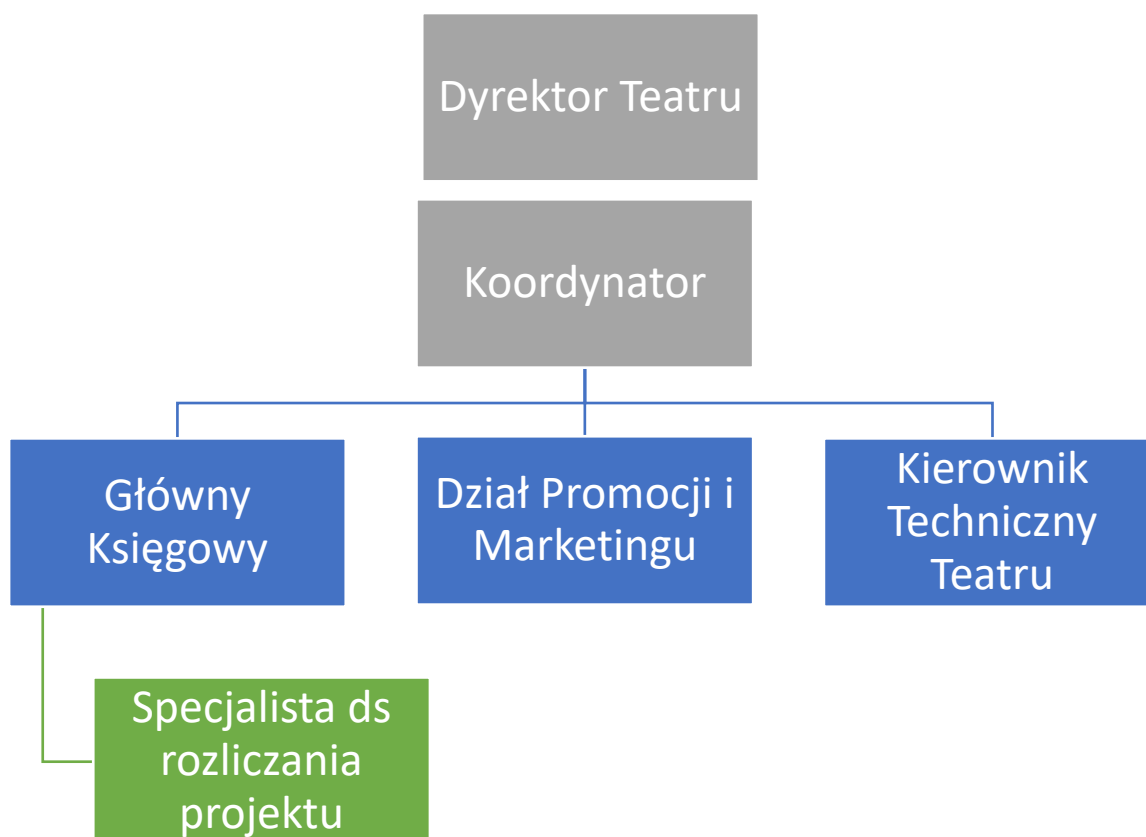 Dyrektor Teatru
Koordynator
Główny
Księgowy
Dział Promocji i
Marketingu
Kierownik
Techniczny
Teatru
Specjalista ds
rozliczania
projektu